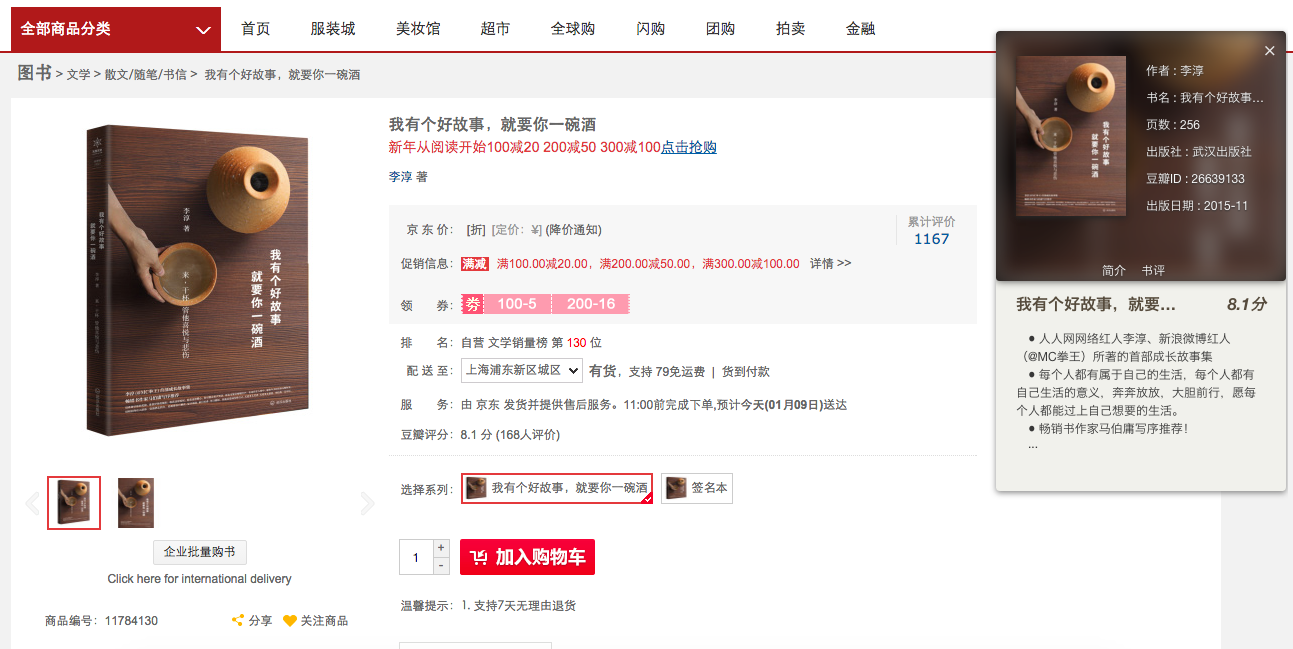 全部商品分类 首页 服装城 美妆馆 超市 全球购 闪购 团购 拍卖 金融
图书 > 文学 > 散文/随笔/书信 > 我有个好故事，就要你一碗酒
李淳 著
来·干杯 管他喜悦与悲伤
我有个好故事
就要你一碗酒
我有个好故事
就要你一碗酒
企业批量购书
Click here for international delivery
商品编号：11784130 分享 关注商品
我有个好故事，就要你一碗酒
新年从阅读开始100减20 200减50 300减100点击抢购
李淳 著
京 东 价： [折] [定价：¥] (降价通知)
累计评价
1167
促销信息： 满减 满100.00减20.00，满200.00减50.00，满300.00减100.00 详情 >>
领 券： 券 100-5 200-16
排 名： 自营 文学销量榜 第 130 位
配 送 至： 上海浦东新区城区 有货，支持 79免运费 | 货到付款
服 务： 由 京东 发货并提供售后服务。11:00前完成下单,预计今天(01月09日)送达
豆瓣评分： 8.1 分 (168人评价)
选择系列： 我有个好故事，就要你一碗酒 签名本
1 + - 加入购物车
温馨提示： 1. 支持7天无理由退货
×
我有个好故事
就要你一碗酒
作者 : 李淳
书名 : 我有个好故事...
页数 : 256
出版社 : 武汉出版社
豆瓣ID : 26639133
出版日期 : 2015-11
简介 书评
我有个好故事，就要... 8.1分
● 人人网网络红人李淳、新浪微博红人
（@MC拳王）所著的首部成长故事集
● 每个人都有属于自己的生活，每个人都有
自己生活的意义，奔奔放放，大胆前行，愿每
个人都能过上自己想要的生活。
● 畅销书作家马伯庸写序推荐！
...